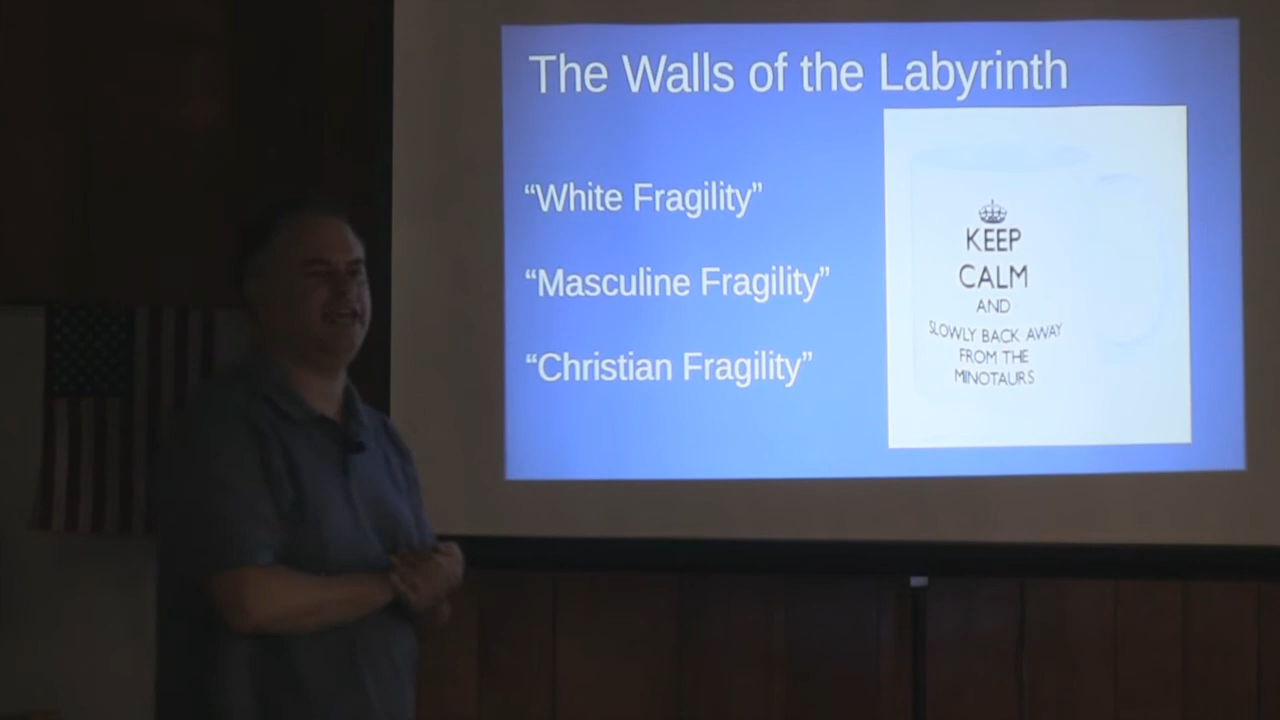 The Walls of the Labyrinth
“White Fragility”
“Masculine Fragility”
“Christian Fragility”
KEEP
CALM
AND
SLOWLY BACK AWAY
FROM THE
MINOTAURS